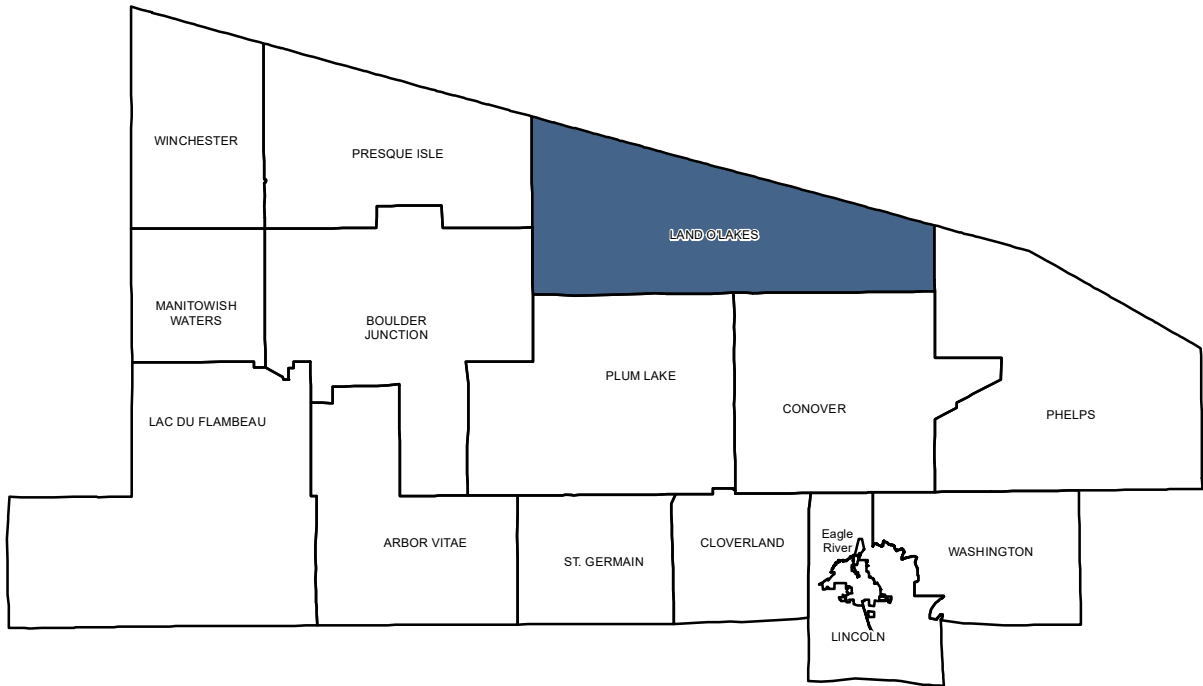 WINCHESTER
PRESQUE ISLE
LAND O'LAKES
MANITOWISH
WATERS
BOULDER
JUNCTION
PLUM LAKE
CONOVER
PHELPS
LAC DU FLAMBEAU
ARBOR VITAE
ST. GERMAIN
CLOVERLAND
Eagle
River
WASHINGTON
LINCOLN